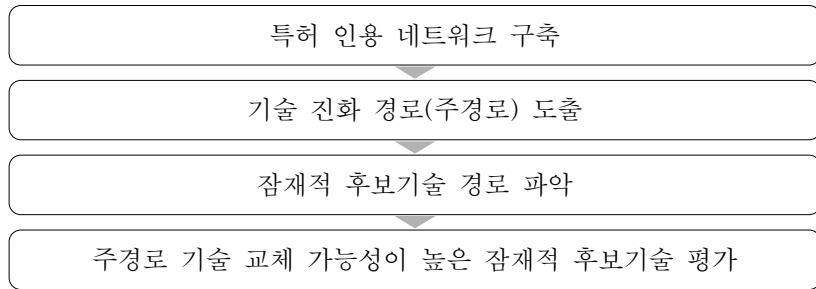 특허 인용 네트워크 구축
기술 진화 경로(주경로) 도출
잠재적 후보기술 경로 파악
주경로 기술 교체 가능성이 높은 잠재적 후보기술 평가